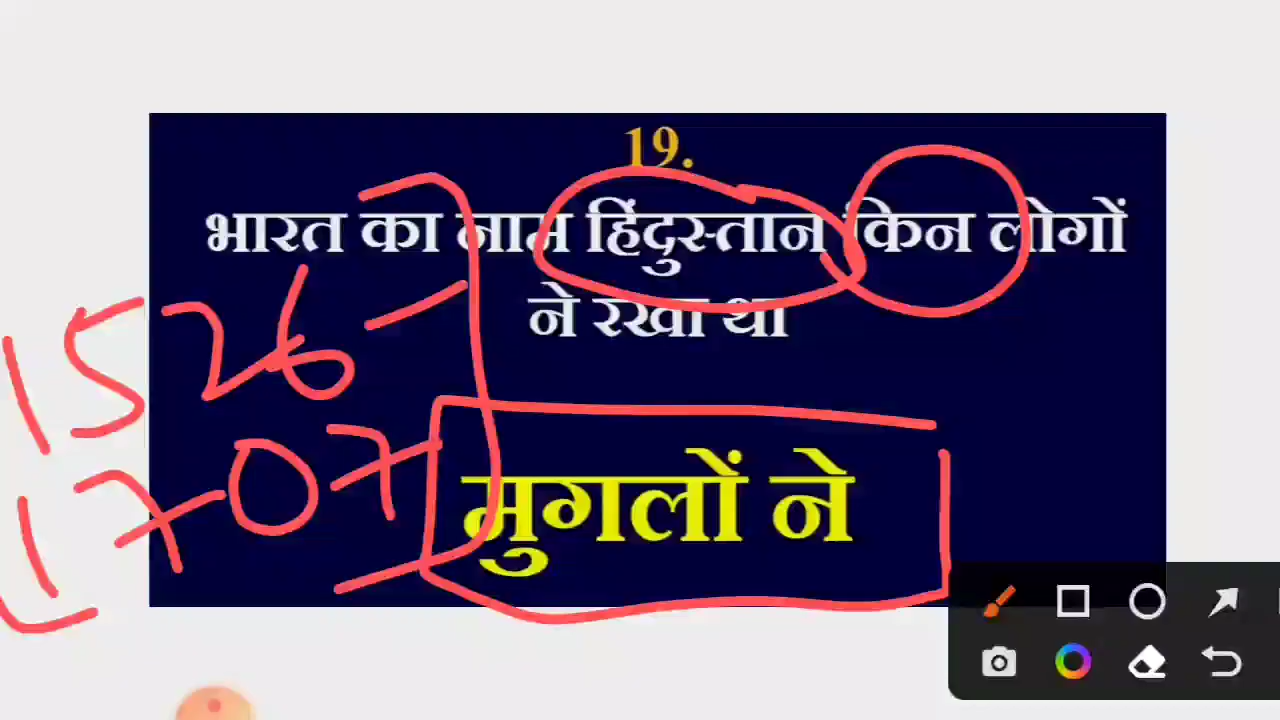 19.
भारत का नाम हिंदुस्तान किन लोगों
ने रखा था
1526
1707
मुगलों ने